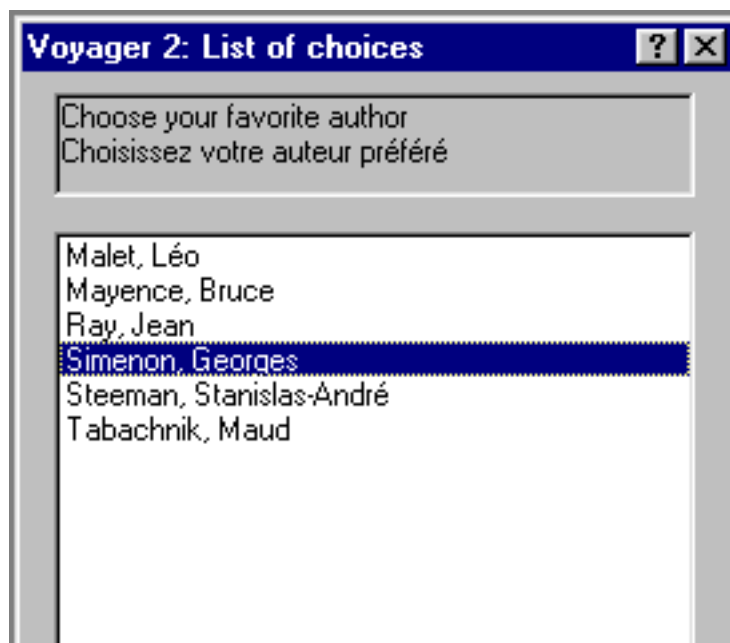 Voyager 2: List of choices
Choose your favorite author
Choisissez votre auteur préféré
Malet, Léo
Mayence, Bruce
Ray, Jean
Simenon, Georges
Steeman, Stanislas-André
Tabachnik, Maud